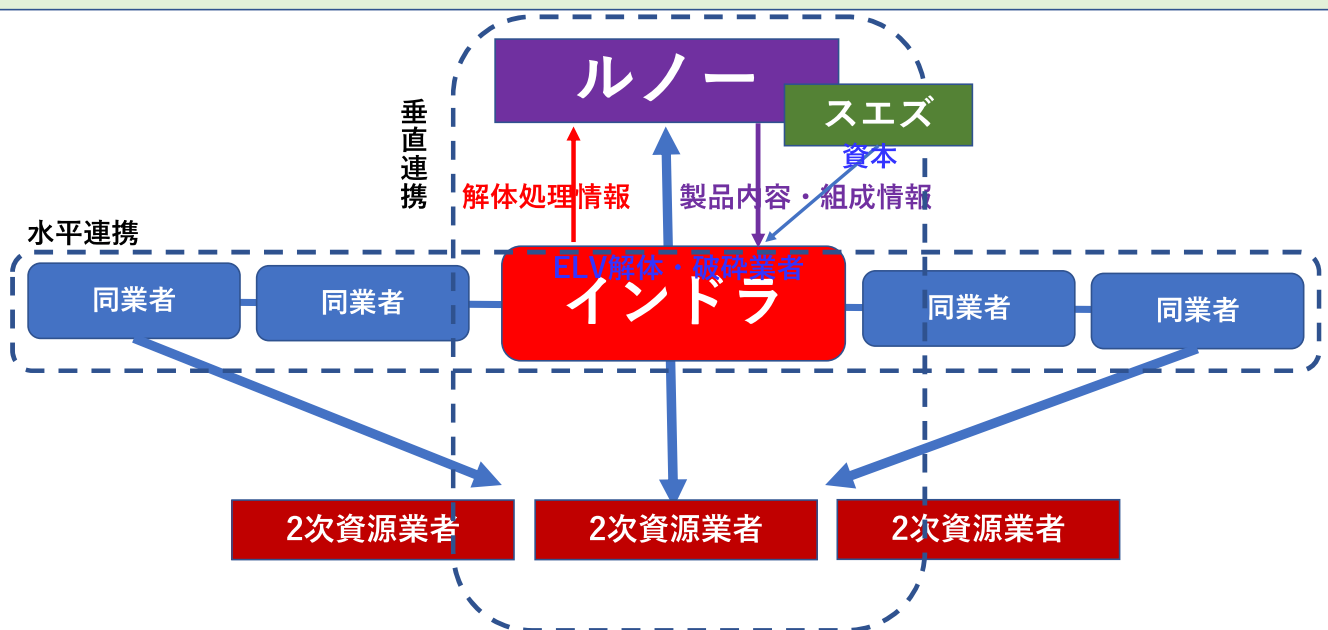 ルノー
スエズ
垂直連携
資本
解体処理情報
製品内容・組成情報
水平連携
ELV解体・破砕業者
インドラ
同業者
同業者
同業者
同業者
2次資源業者
2次資源業者
2次資源業者